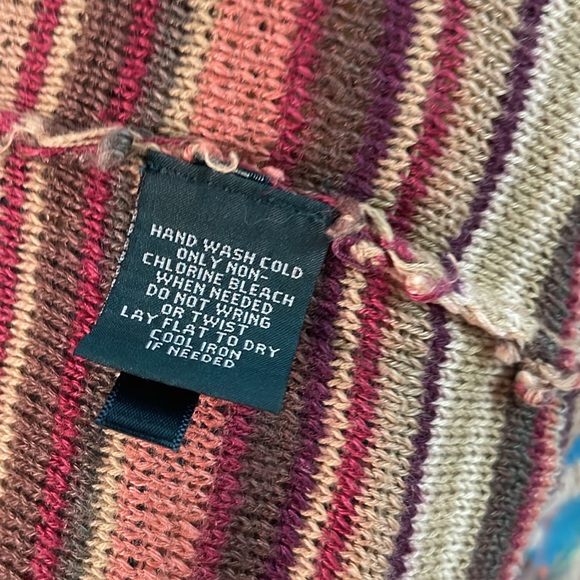 HAND WASH COLD
ONLY NON-
CHLORINE BLEACH
WHEN NEEDED
DO NOT WRING
OR TWIST
LAY FLAT TO DRY
COOL IRON
IF NEEDED